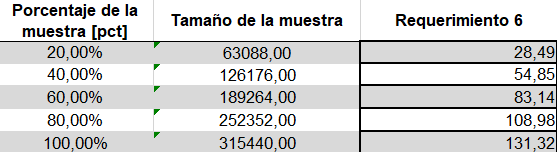 Porcentaje de la muestra [pct] Tamaño de la muestra Requerimiento 6
20,00% 63088,00 28,49
40,00% 126176,00 54,85
60,00% 189264,00 83,14
80,00% 252352,00 108,98
100,00% 315440,00 131,32